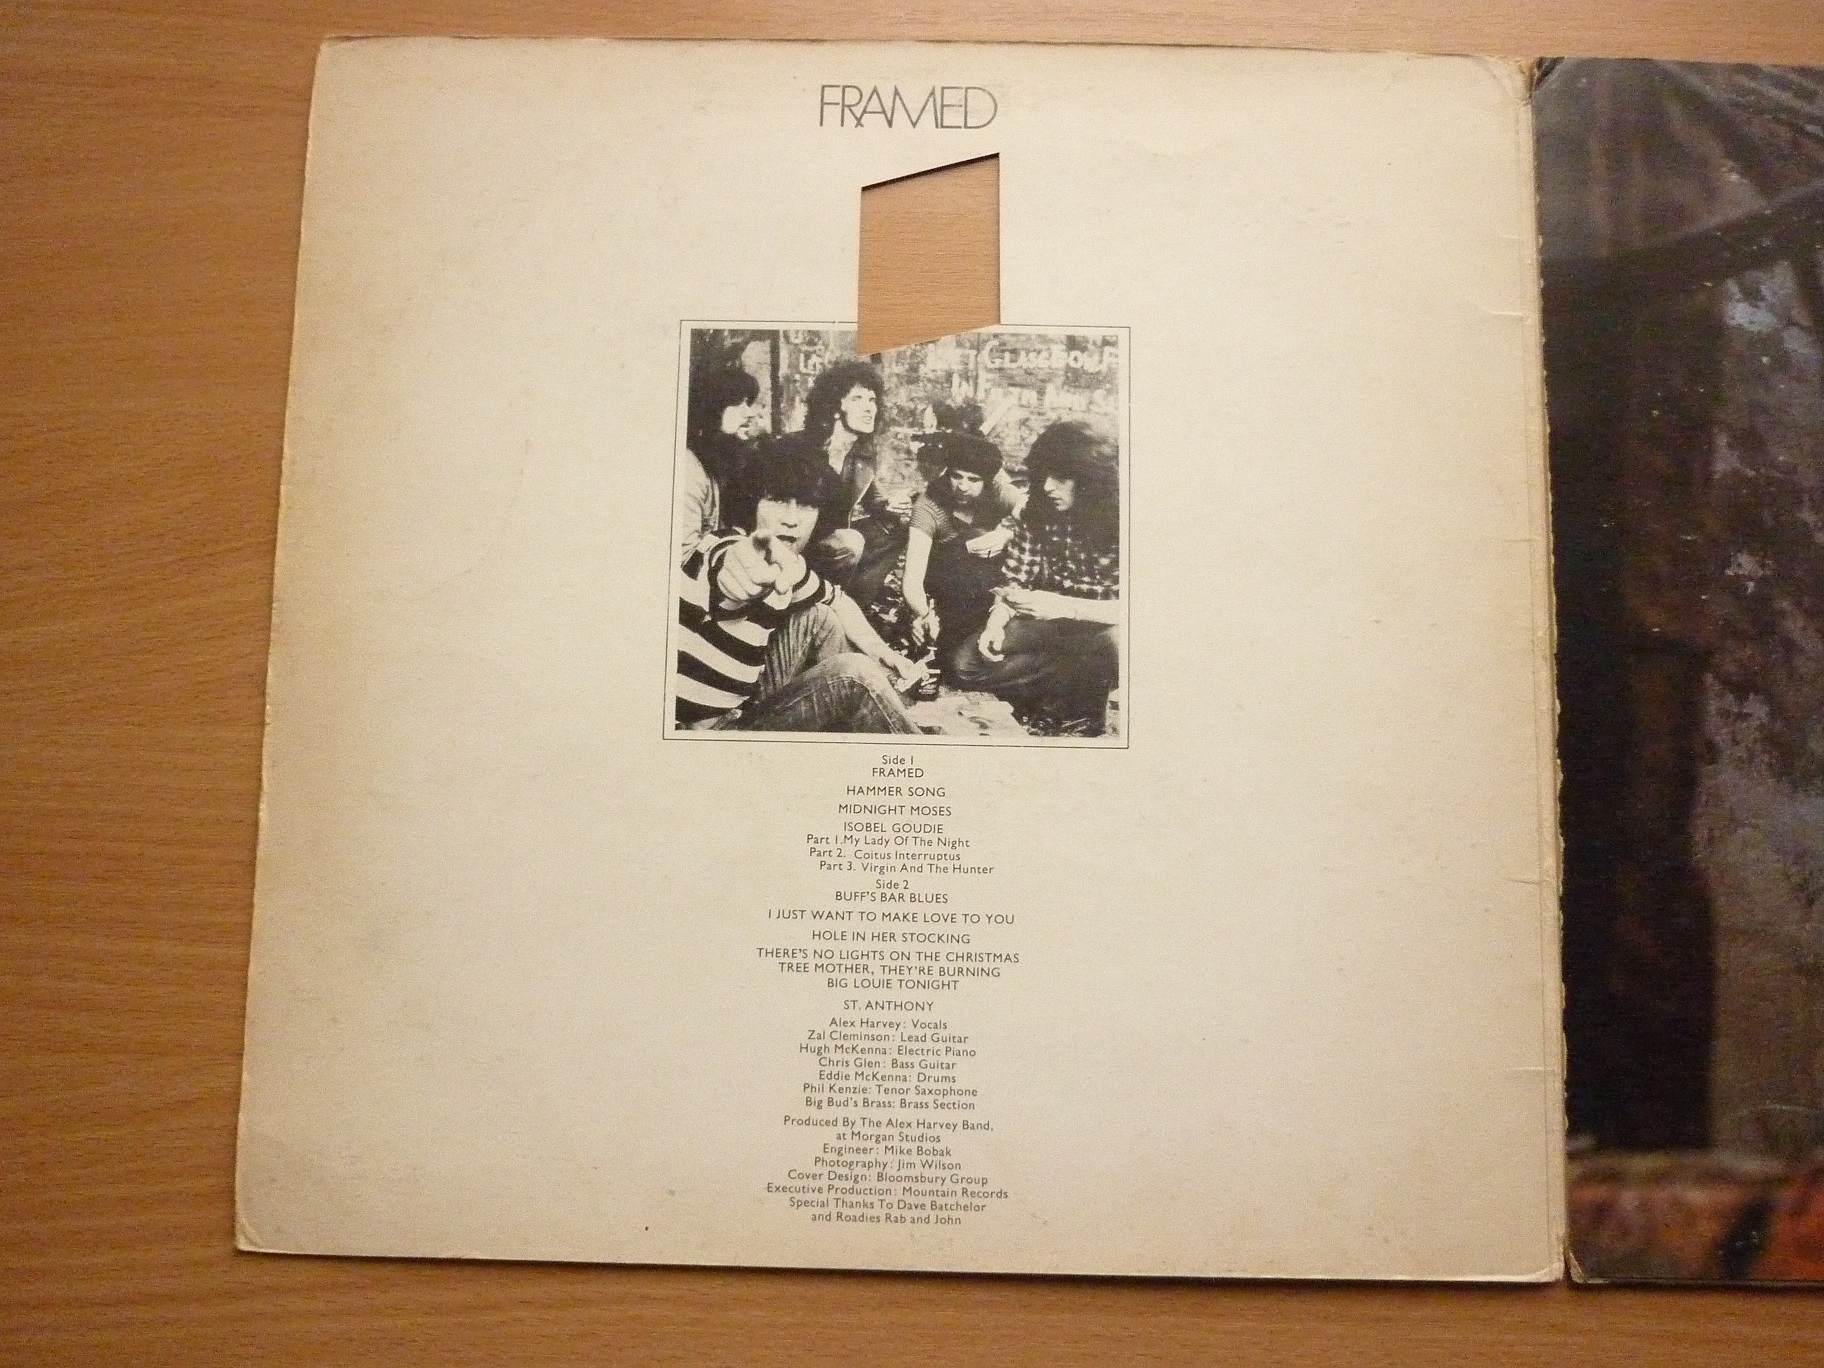 FRAMED
GLASGOW
Side 1
FRAMED
HAMMER SONG
MIDNIGHT MOSES
ISOBEL GOUDIE
Part 1.My Lady Of The Night
Part 2. Coitus Interruptus
Part 3. Virgin And The Hunter
Side 2
BUFF'S BAR BLUES
I JUST WANT TO MAKE LOVE TO YOU
HOLE IN HER STOCKING
THERE'S NO LIGHTS ON THE CHRISTMAS
TREE MOTHER, THEY'RE BURNING
BIG LOUIE TONIGHT
ST. ANTHONY
Alex Harvey: Vocals
Zal Cleminson: Lead Guitar
Hugh McKenna: Electric Piano
Chris Glen: Bass Guitar
Eddie McKenna: Drums
Phil Kenzie: Tenor Saxophone
Big Bud's Brass: Brass Section
Produced By The Alex Harvey Band,
at Morgan Studios
Engineer: Mike Bobak
Photography: Jim Wilson
Cover Design: Bloomsbury Group
Executive Production: Mountain Records
Special Thanks To Dave Batchelor
and Roadies Rab and John